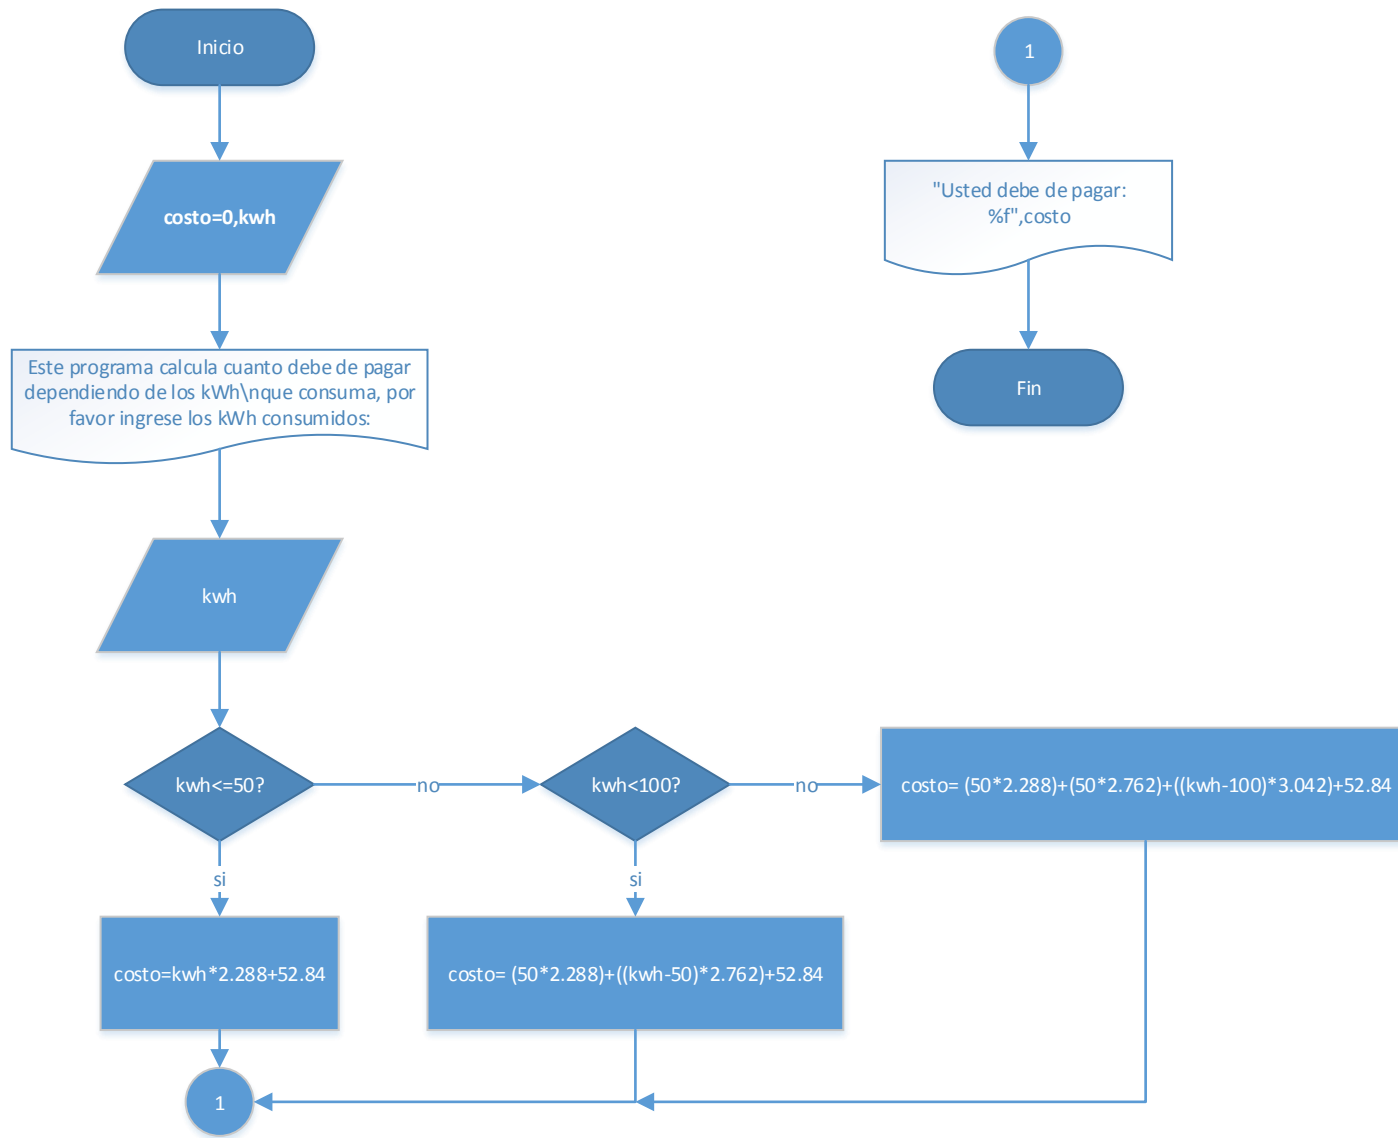 Inicio
costo=0,kwh
Este programa calcula cuanto debe de pagar
dependiendo de los kWh\nque consuma, por
favor ingrese los kWh consumidos:
kwh
kwh<=50?
no
kwh<100?
no
costo= (50*2.288)+(50*2.762)+((kwh-100)*3.042)+52.84
si
si
costo=kwh*2.288+52.84
costo= (50*2.288)+((kwh-50)*2.762)+52.84
1
1
"Usted debe de pagar:
%f",costo
Fin